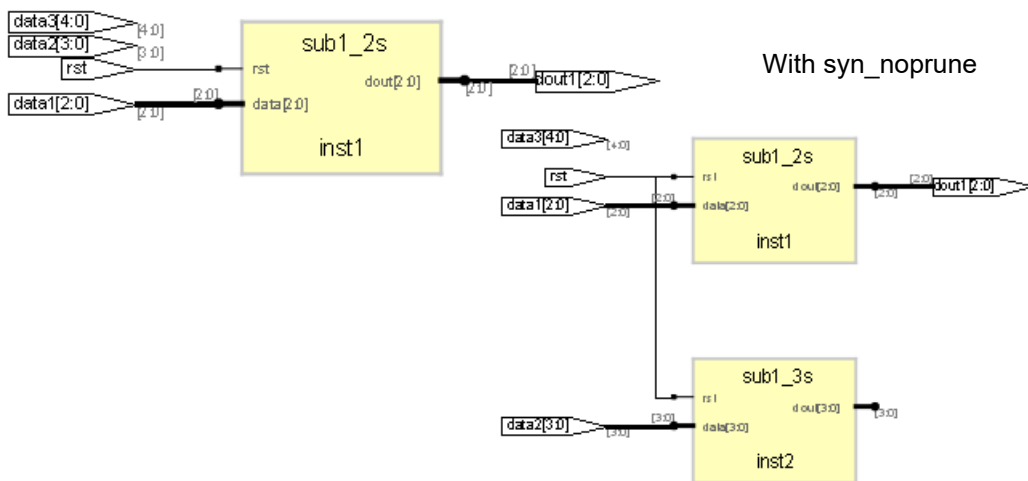 data3[4:0]
[4:0]
data2[3:0]
[3:0]
rst
data1[2:0]
[2:0]
[2:0]
sub1_2s
rst
dout[2:0]
data[2:0]
inst1
[2:0]
[2:0]
dout1[2:0]
With syn_noprune
data3[4:0]
[4:0]
rst
data1[2:0]
[2:0]
[2:0]
sub1_2s
rst
dout[2:0]
data[2:0]
inst1
[2:0]
[2:0]
[2:0]
dout1[2:0]
data2[3:0]
[3:0]
[3:0]
sub1_3s
rst
dout[3:0]
data[3:0]
inst2
[3:0]